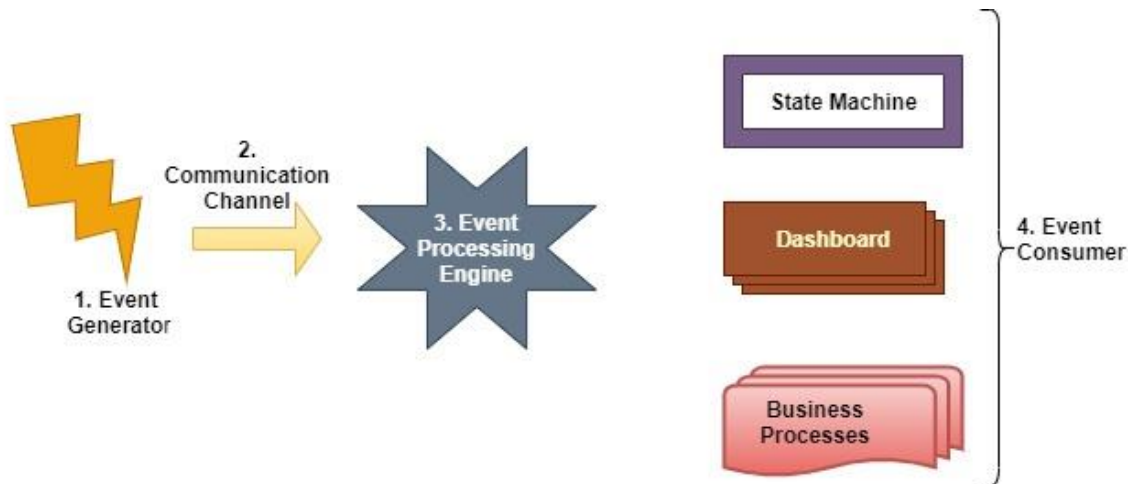 2.
Communication
Channel
1. Event
Generator
3. Event
Processing
Engine
State Machine
Dashboard
Business
Processes
4. Event
Consumer